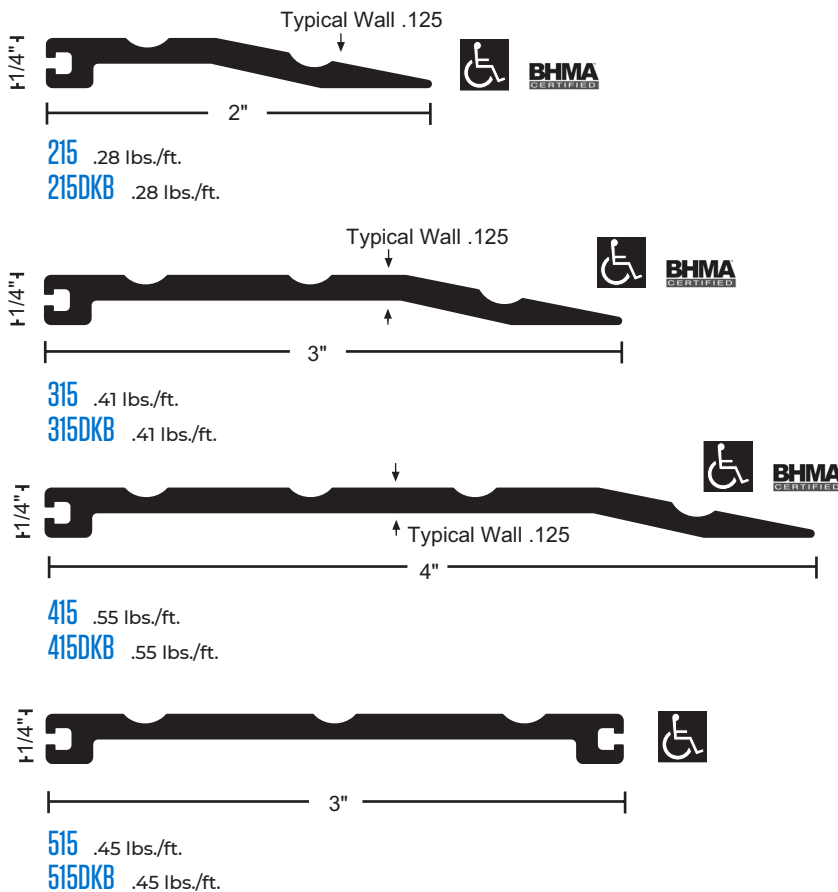 Typical Wall .125
1/4"
BHMA
CERTIFIED
2"
215 .28 lbs./ft.
215DKB .28 lbs./ft.
Typical Wall .125
1/4"
BHMA
CERTIFIED
3"
315 .41 lbs./ft.
315DKB .41 lbs./ft.
1/4"
BHMA
CERTIFIED
Typical Wall .125
4"
415 .55 lbs./ft.
415DKB .55 lbs./ft.
1/4"
3"
515 .45 lbs./ft.
515DKB .45 lbs./ft.